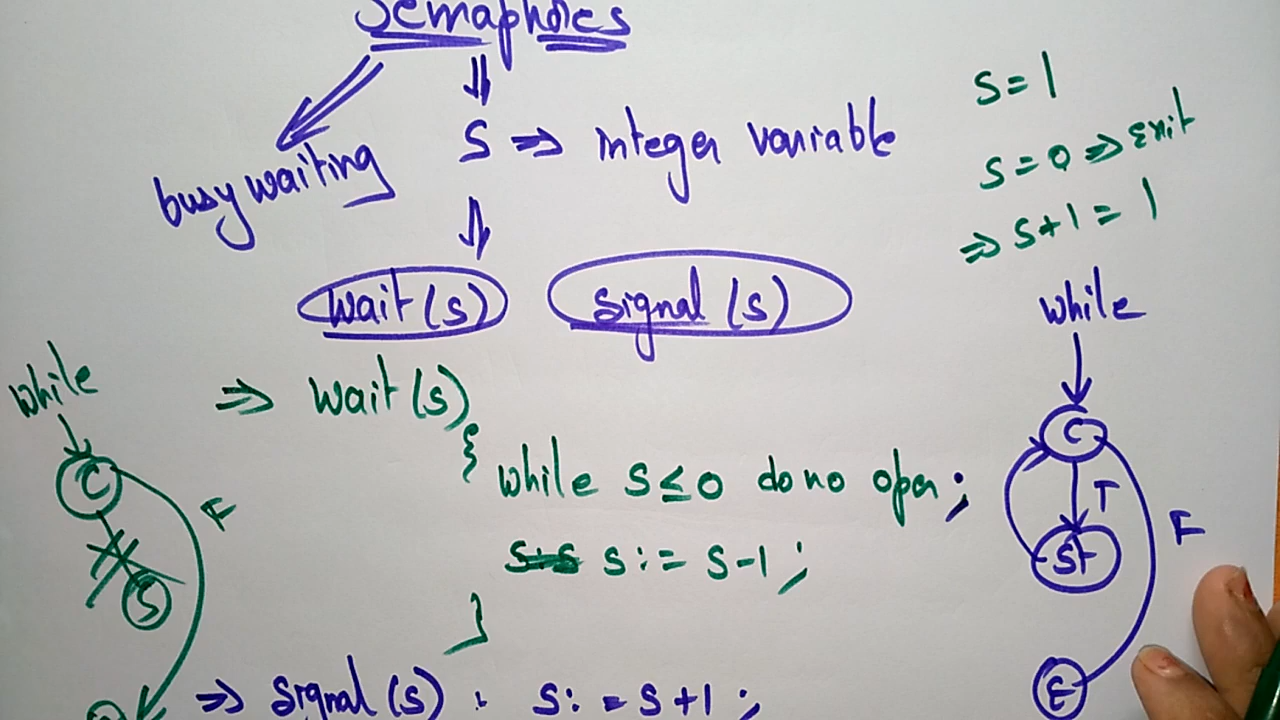 Semaphores
S = 1
S ⇒ integer variable
S = 0 ⇒ Exit
busy waiting
⇒ S+1 = 1
wait(s) signal(s)
while
while
⇒ wait(s)
{
while S≤0 do no oper;
S:= S-1;
}
C
F
S
C
T
F
St
E
⇒ signal(s) : S:= S+1;